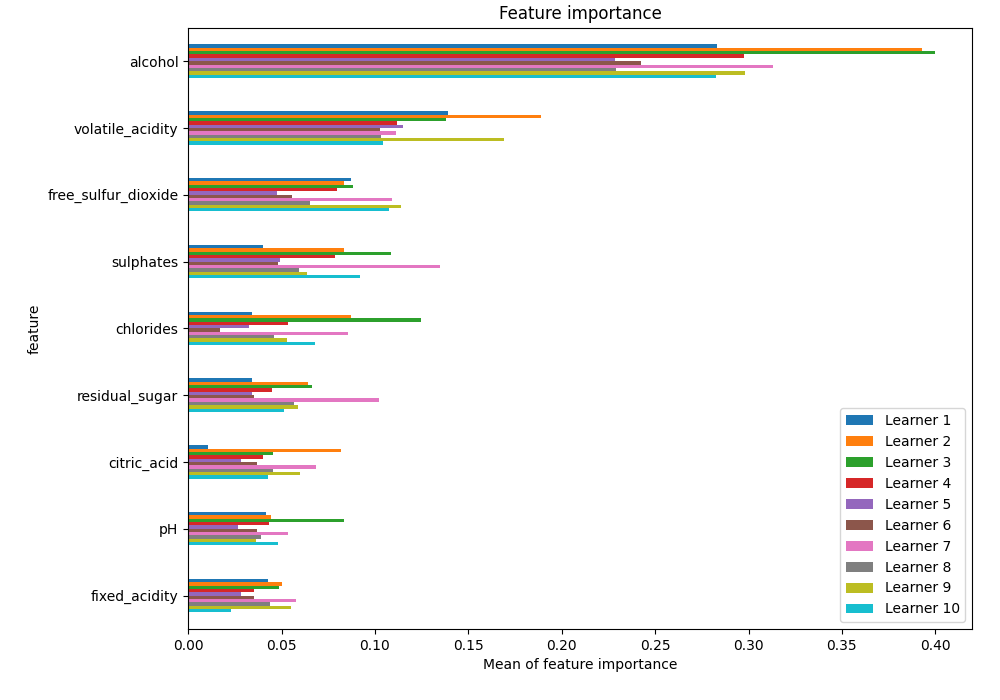 Feature importance
alcohol
volatile_acidity
free_sulfur_dioxide
sulphates
chlorides
residual_sugar
citric_acid
pH
fixed_acidity
feature
Learner 1
Learner 2
Learner 3
Learner 4
Learner 5
Learner 6
Learner 7
Learner 8
Learner 9
Learner 10
0.00 0.05 0.10 0.15 0.20 0.25 0.30 0.35 0.40
Mean of feature importance